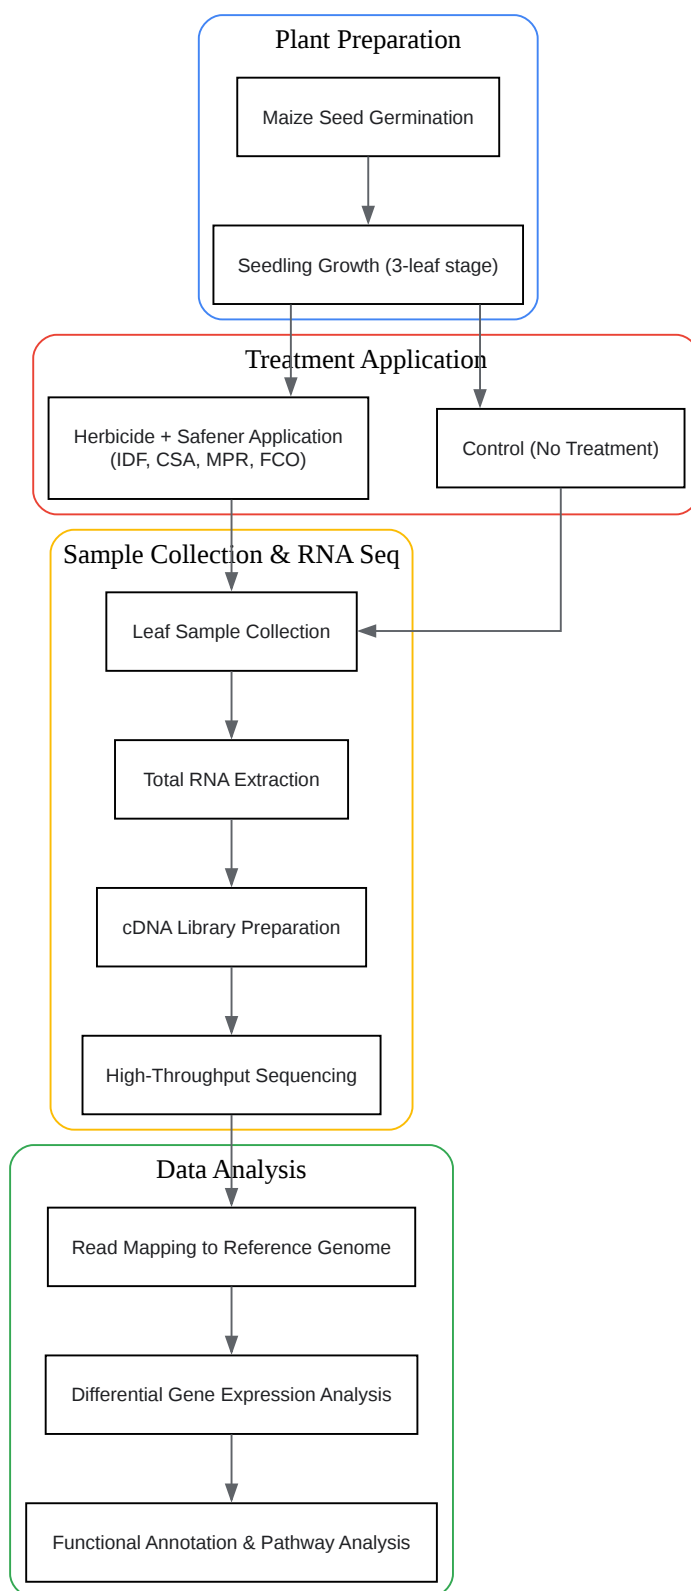 Plant Preparation
Maize Seed Germination
Seedling Growth (3-leaf stage)
Treatment Application
Herbicide + Safener Application
(IDF, CSA, MPR, FCO)
Control (No Treatment)
Sample Collection & RNA Seq
Leaf Sample Collection
Total RNA Extraction
cDNA Library Preparation
High-Throughput Sequencing
Data Analysis
Read Mapping to Reference Genome
Differential Gene Expression Analysis
Functional Annotation & Pathway Analysis